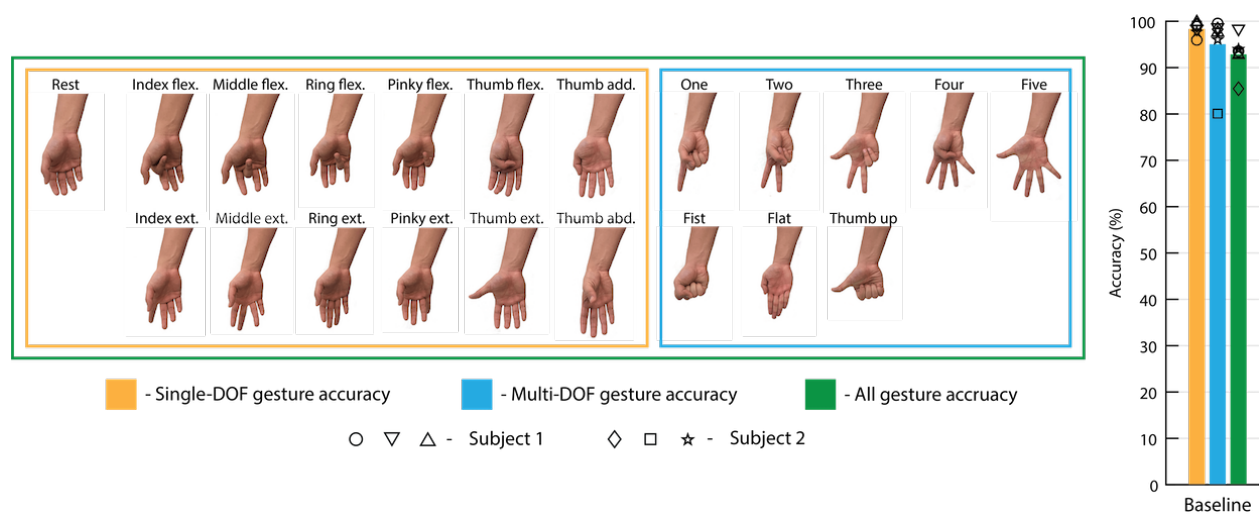 Rest Index flex. Middle flex. Ring flex. Pinky flex. Thumb flex. Thumb add. One Two Three Four Five
Index ext. Middle ext. Ring ext. Pinky ext. Thumb ext. Thumb abd. Fist Flat Thumb up
- Single-DOF gesture accuracy - Multi-DOF gesture accuracy - All gesture accruacy
- Subject 1 - Subject 2
100
90
80
70
60
50
40
30
20
10
0
Accuracy (%)
Baseline